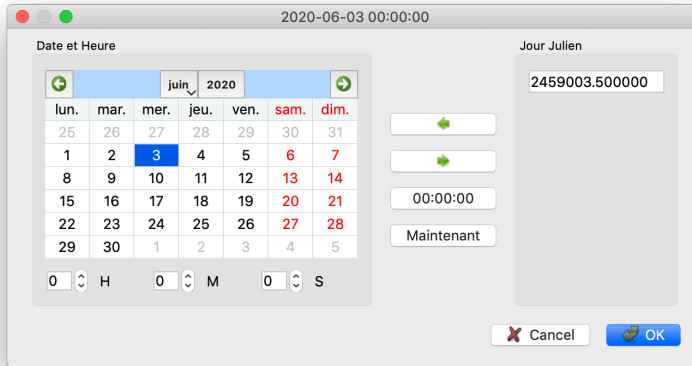 2020-06-03 00:00:00
Date et Heure
Jour Julien
juin 2020
2459003.500000
lun. mar. mer. jeu. ven. sam. dim.
25 26 27 28 29 30 31
1 2 3 4 5 6 7
8 9 10 11 12 13 14
15 16 17 18 19 20 21
22 23 24 25 26 27 28
29 30 1 2 3 4 5
00:00:00
Maintenant
0 H 0 M 0 S
Cancel OK